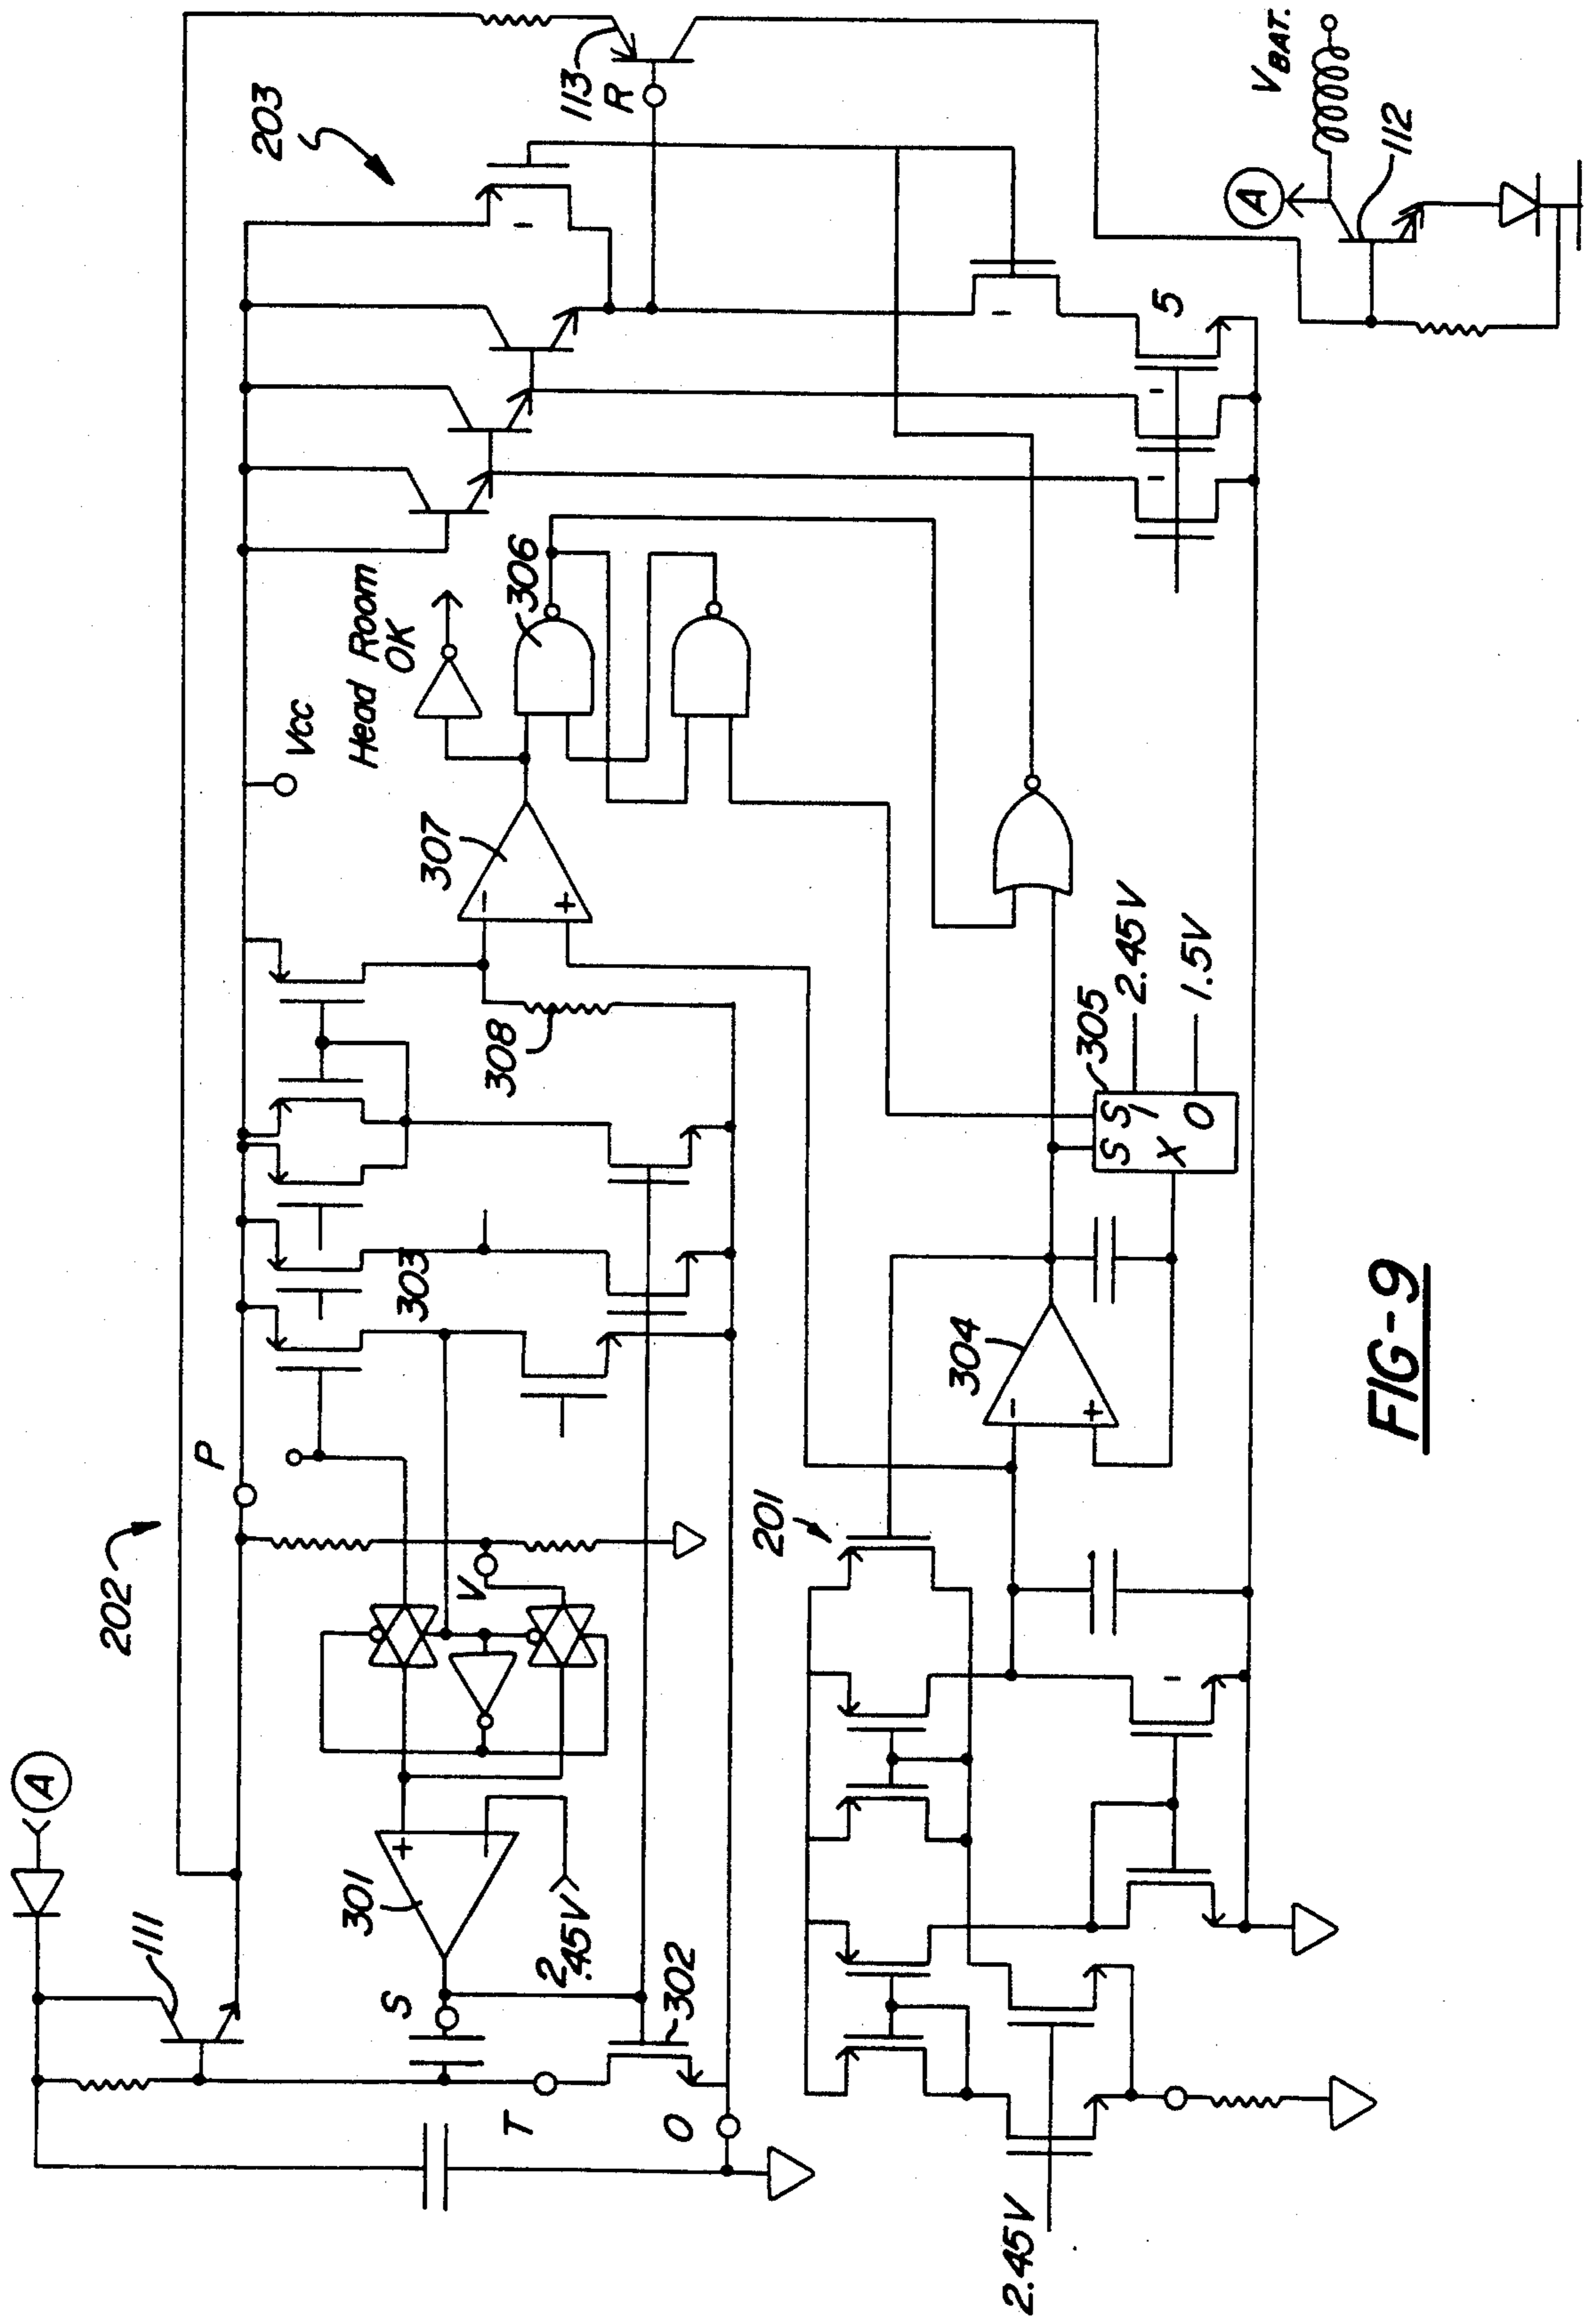 A
111
202
P
Vcc
203
113
R
S
301
2.45V
V
303
308
307
Head Room
OK
306
T
302
O
201
304
305
S S
X 1
O
2.45V
1.5V
5
A
VBAT.
112
2.45V
FIG-9